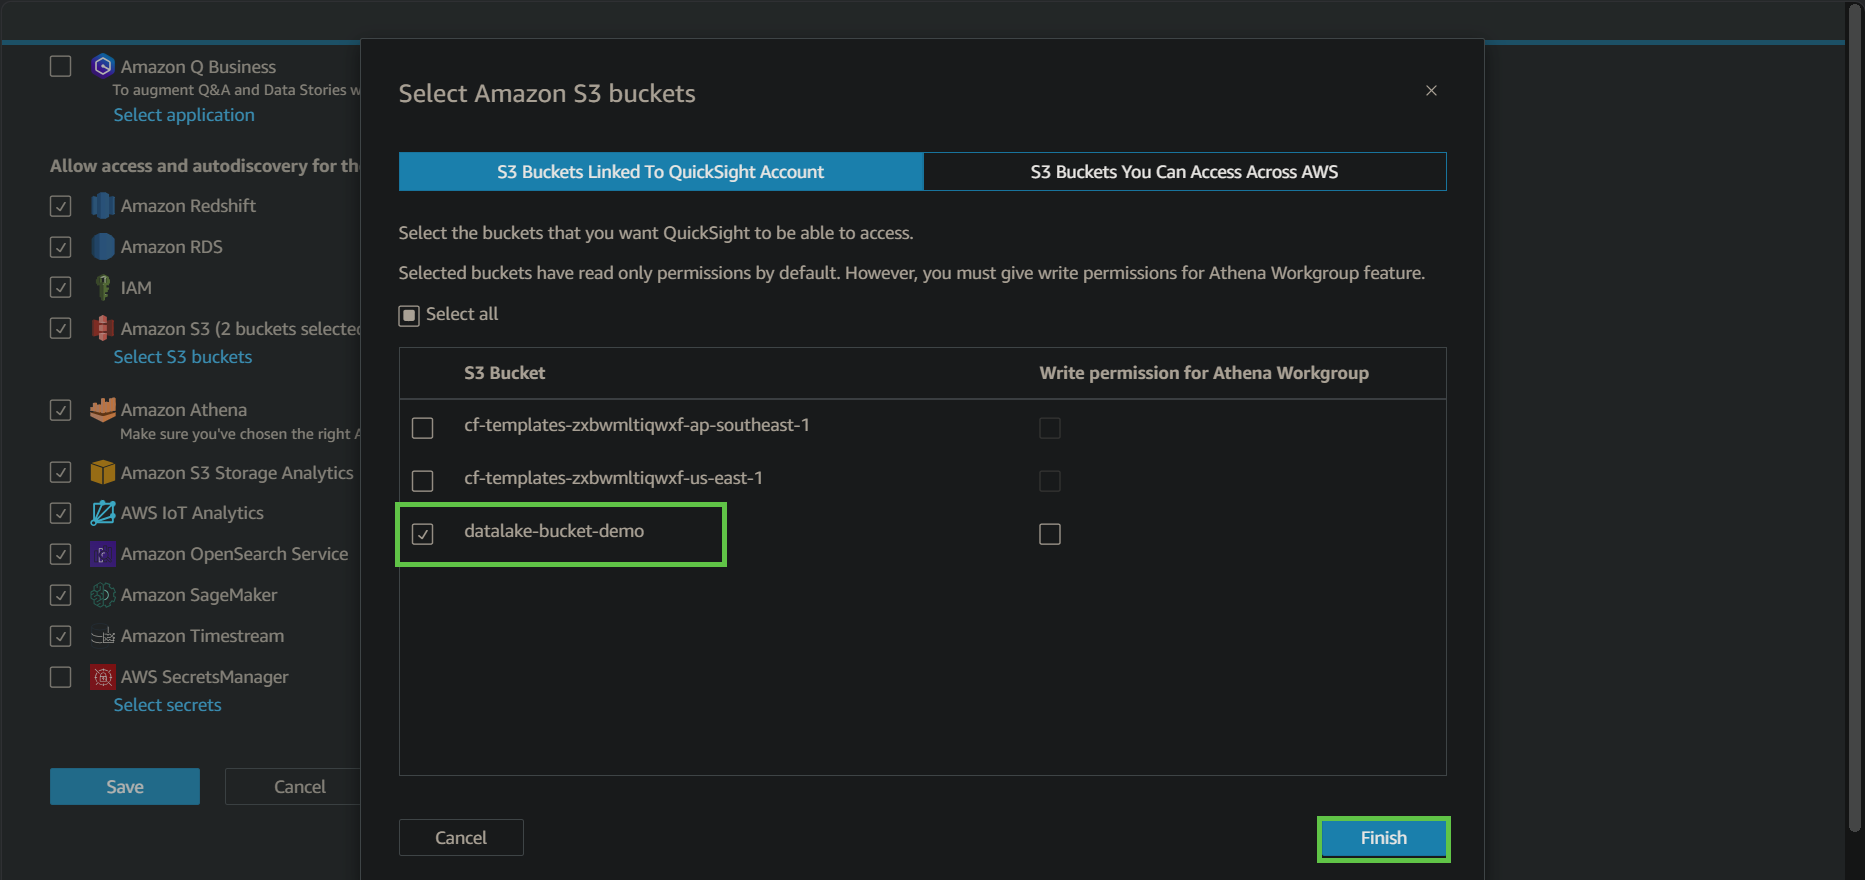 Amazon Q Business
To augment Q&A and Data Stories w
Select application
Allow access and autodiscovery for the
Amazon Redshift
Amazon RDS
IAM
Amazon S3 (2 buckets selected
Select S3 buckets
Amazon Athena
Make sure you've chosen the right A
Amazon S3 Storage Analytics
AWS IoT Analytics
Amazon OpenSearch Service
Amazon SageMaker
Amazon Timestream
AWS SecretsManager
Select secrets
Save
Cancel
Select Amazon S3 buckets
S3 Buckets Linked To QuickSight Account
S3 Buckets You Can Access Across AWS
Select the buckets that you want QuickSight to be able to access.
Selected buckets have read only permissions by default. However, you must give write permissions for Athena Workgroup feature.
Select all
S3 Bucket
Write permission for Athena Workgroup
cf-templates-zxbwmltiqwxf-ap-southeast-1
cf-templates-zxbwmltiqwxf-us-east-1
datalake-bucket-demo
Cancel
Finish